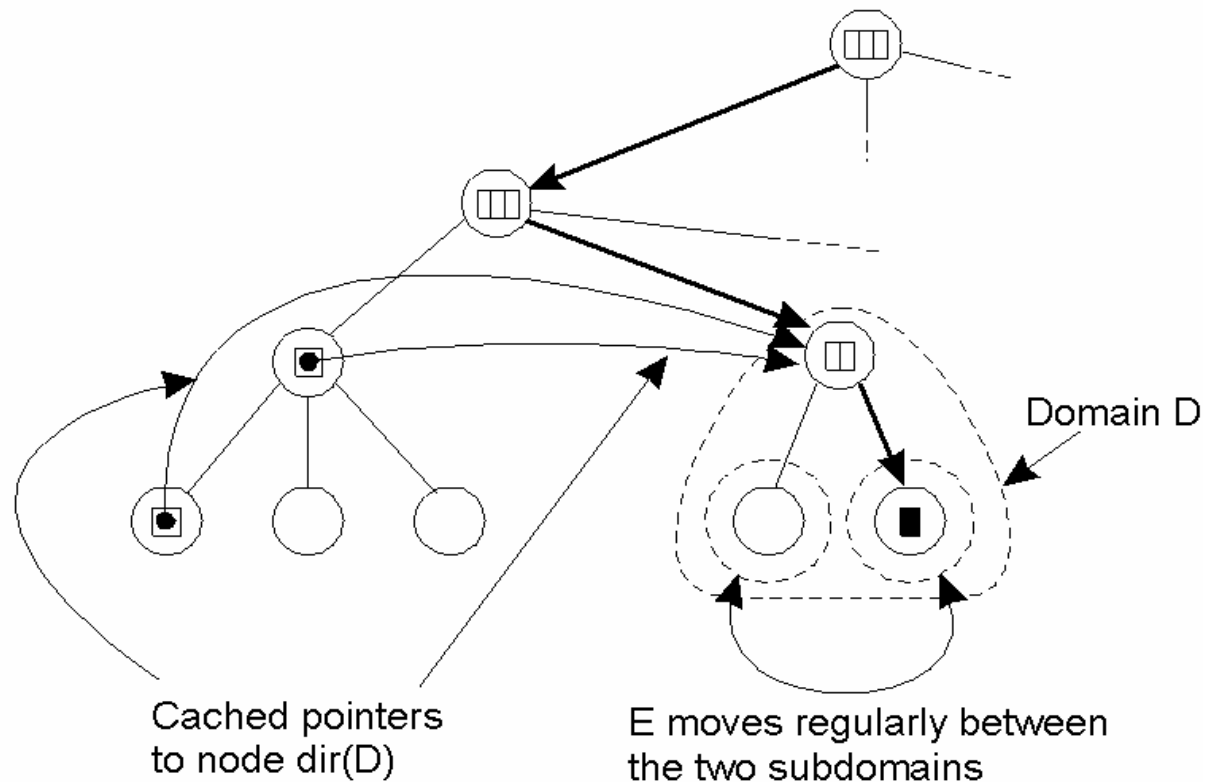 Domain D
Cached pointers
to node dir(D)
E moves regularly between
the two subdomains